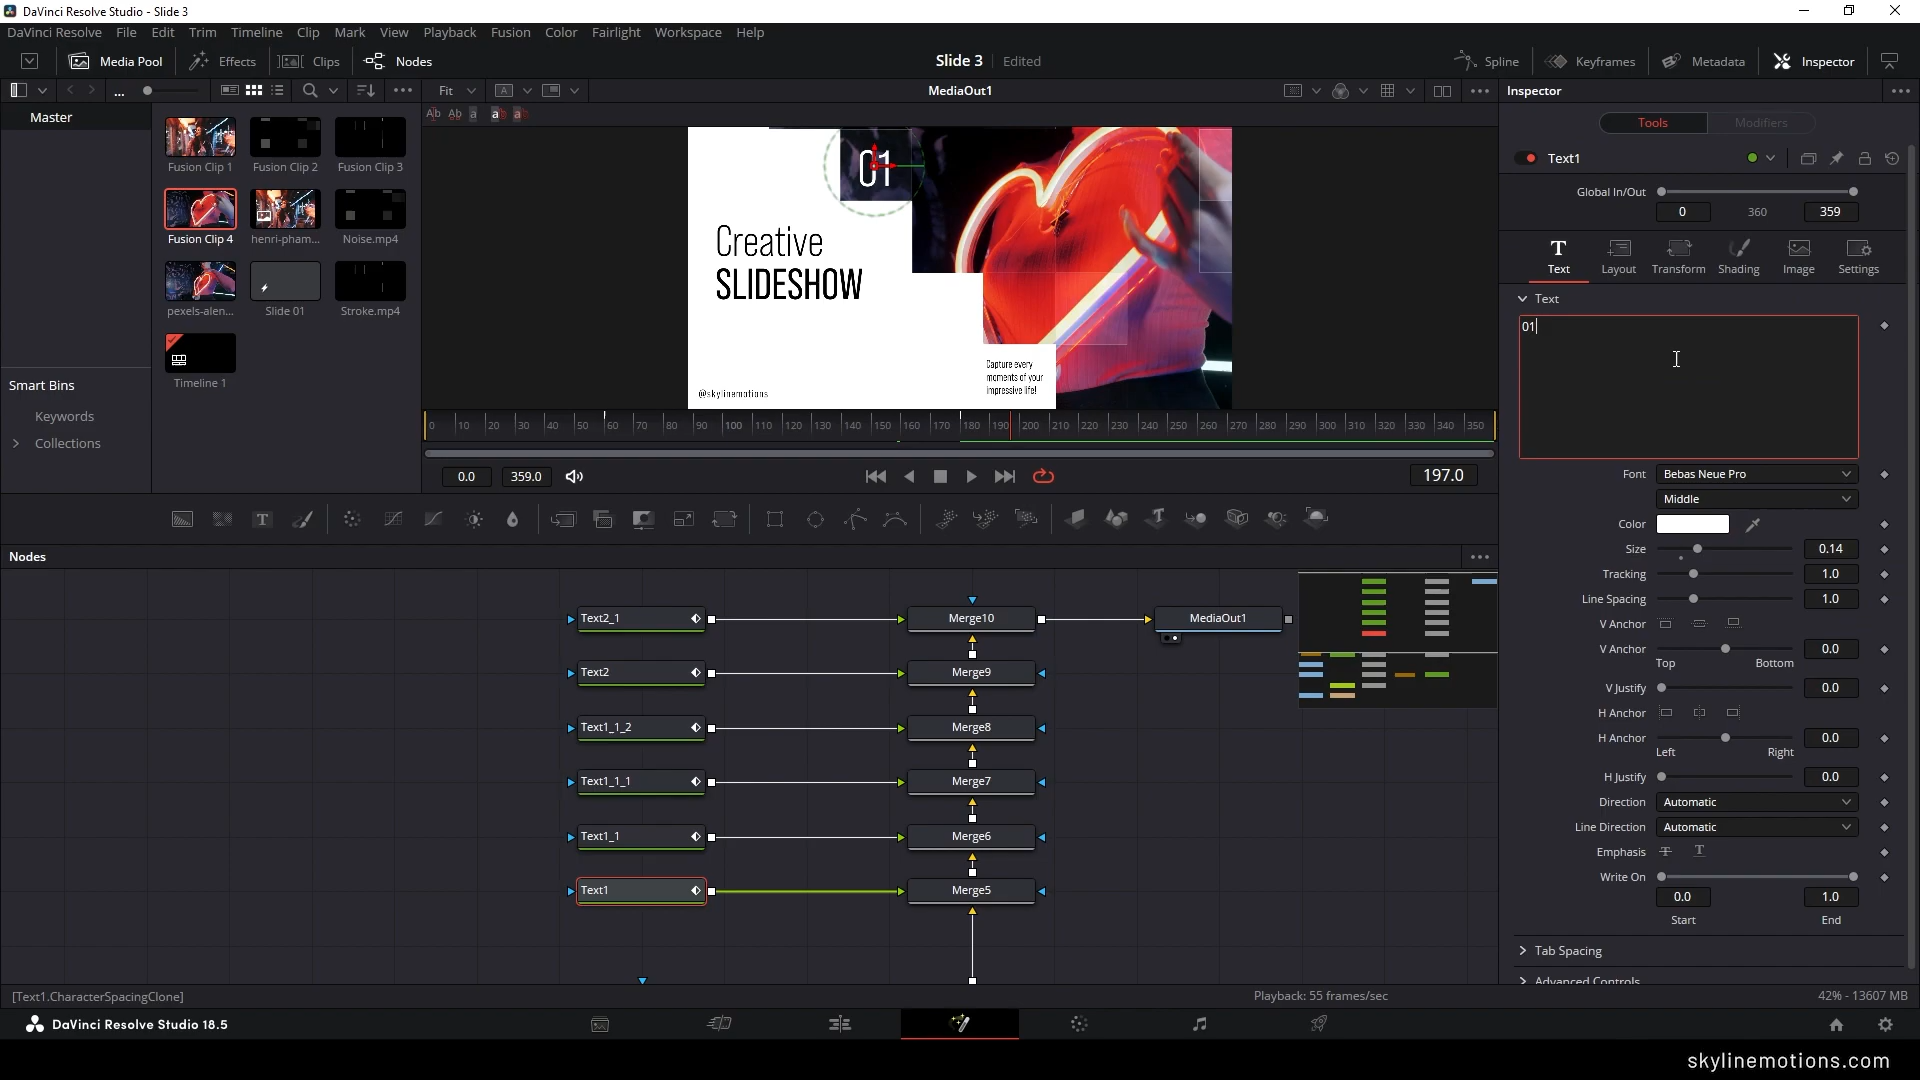 DaVinci Resolve Studio - Slide 3
DaVinci Resolve File Edit Trim Timeline Clip Mark View Playback Fusion Color Fairlight Workspace Help
Media Pool Effects Clips Nodes Slide 3 Edited Spline Keyframes Metadata Inspector
... Fit MediaOut1 Inspector
Master
Fusion Clip 1 Fusion Clip 2 Fusion Clip 3
Fusion Clip 4 henri-pham... Noise.mp4
pexels-alen... Slide 01 Stroke.mp4
Timeline 1
Smart Bins
Keywords
Collections
01
Creative
SLIDESHOW
Capture every
moments of your
impressive life!
@skylinemotions
0 10 20 30 40 50 60 70 80 90 100 110 120 130 140 150 160 170 180 190 200 210 220 230 240 250 260 270 280 290 300 310 320 330 340 350
0.0 359.0 197.0
Tools Modifiers
Text1
Global In/Out
0 360 359
Text Layout Transform Shading Image Settings
Text
01
Font Bebas Neue Pro
Middle
Color
Size 0.14
Tracking 1.0
Line Spacing 1.0
V Anchor
V Anchor 0.0
Top Bottom
V Justify 0.0
H Anchor
H Anchor 0.0
Left Right
H Justify 0.0
Direction Automatic
Line Direction Automatic
Emphasis
Write On
0.0 1.0
Start End
Tab Spacing
Advanced Controls
Nodes
Text2_1 Merge10 MediaOut1
Text2 Merge9
Text1_1_2 Merge8
Text1_1_1 Merge7
Text1_1 Merge6
Text1 Merge5
[Text1.CharacterSpacingClone] Playback: 55 frames/sec 42% - 13607 MB
DaVinci Resolve Studio 18.5
skylinemotions.com